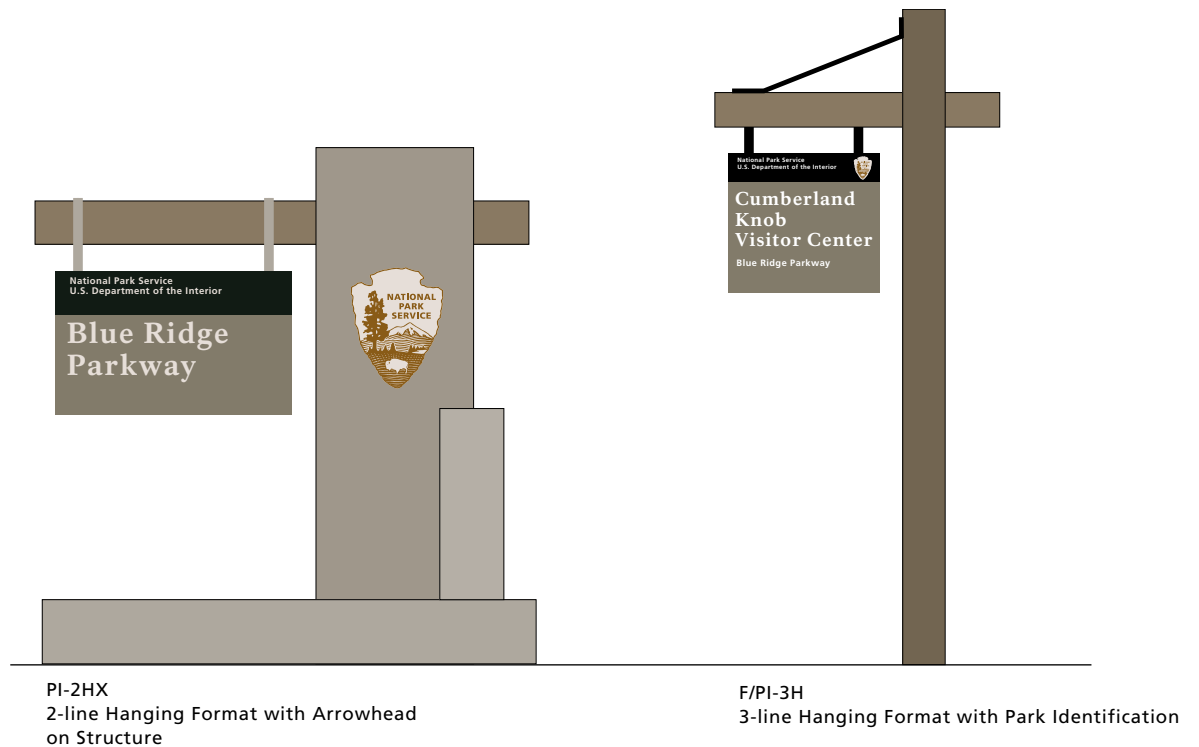 National Park Service
U.S. Department of the Interior
Blue Ridge
Parkway
NATIONAL
PARK
SERVICE
PI-2HX
2-line Hanging Format with Arrowhead
on Structure
National Park Service
U.S. Department of the Interior
Cumberland
Knob
Visitor Center
Blue Ridge Parkway
F/PI-3H
3-line Hanging Format with Park Identification